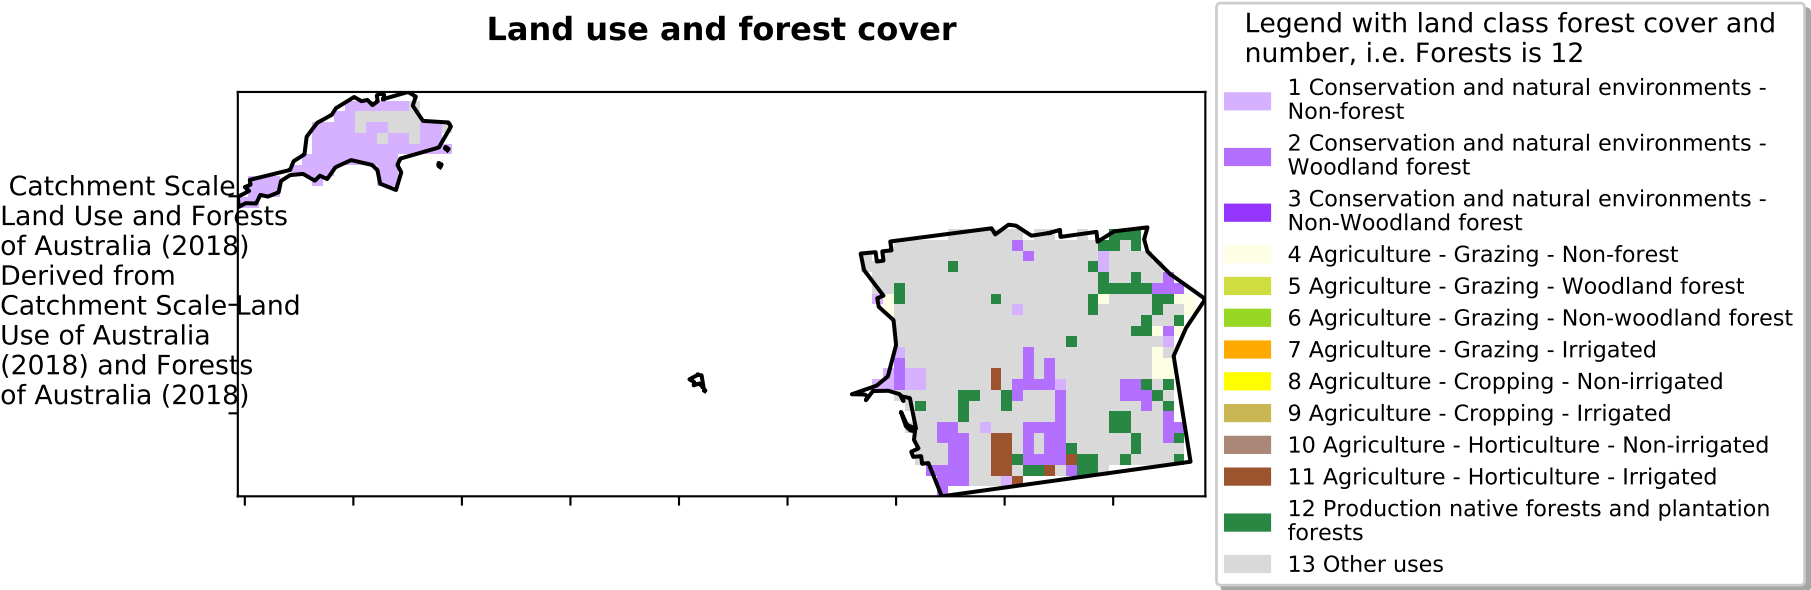 Land use and forest cover
Catchment Scale
Land Use and Forests
of Australia (2018)
Derived from
Catchment Scale Land
Use of Australia
(2018) and Forests
of Australia (2018)
Legend with land class forest cover and
number, i.e. Forests is 12
1 Conservation and natural environments -
Non-forest
2 Conservation and natural environments -
Woodland forest
3 Conservation and natural environments -
Non-Woodland forest
4 Agriculture - Grazing - Non-forest
5 Agriculture - Grazing - Woodland forest
6 Agriculture - Grazing - Non-woodland forest
7 Agriculture - Grazing - Irrigated
8 Agriculture - Cropping - Non-irrigated
9 Agriculture - Cropping - Irrigated
10 Agriculture - Horticulture - Non-irrigated
11 Agriculture - Horticulture - Irrigated
12 Production native forests and plantation
forests
13 Other uses